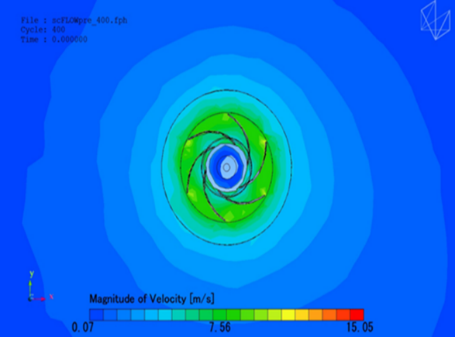 File : scFLOWpre_400.fph
Cycle: 400
Time : 0.000000
y
x
Magnitude of Velocity [m/s]
0.07 7.56 15.05